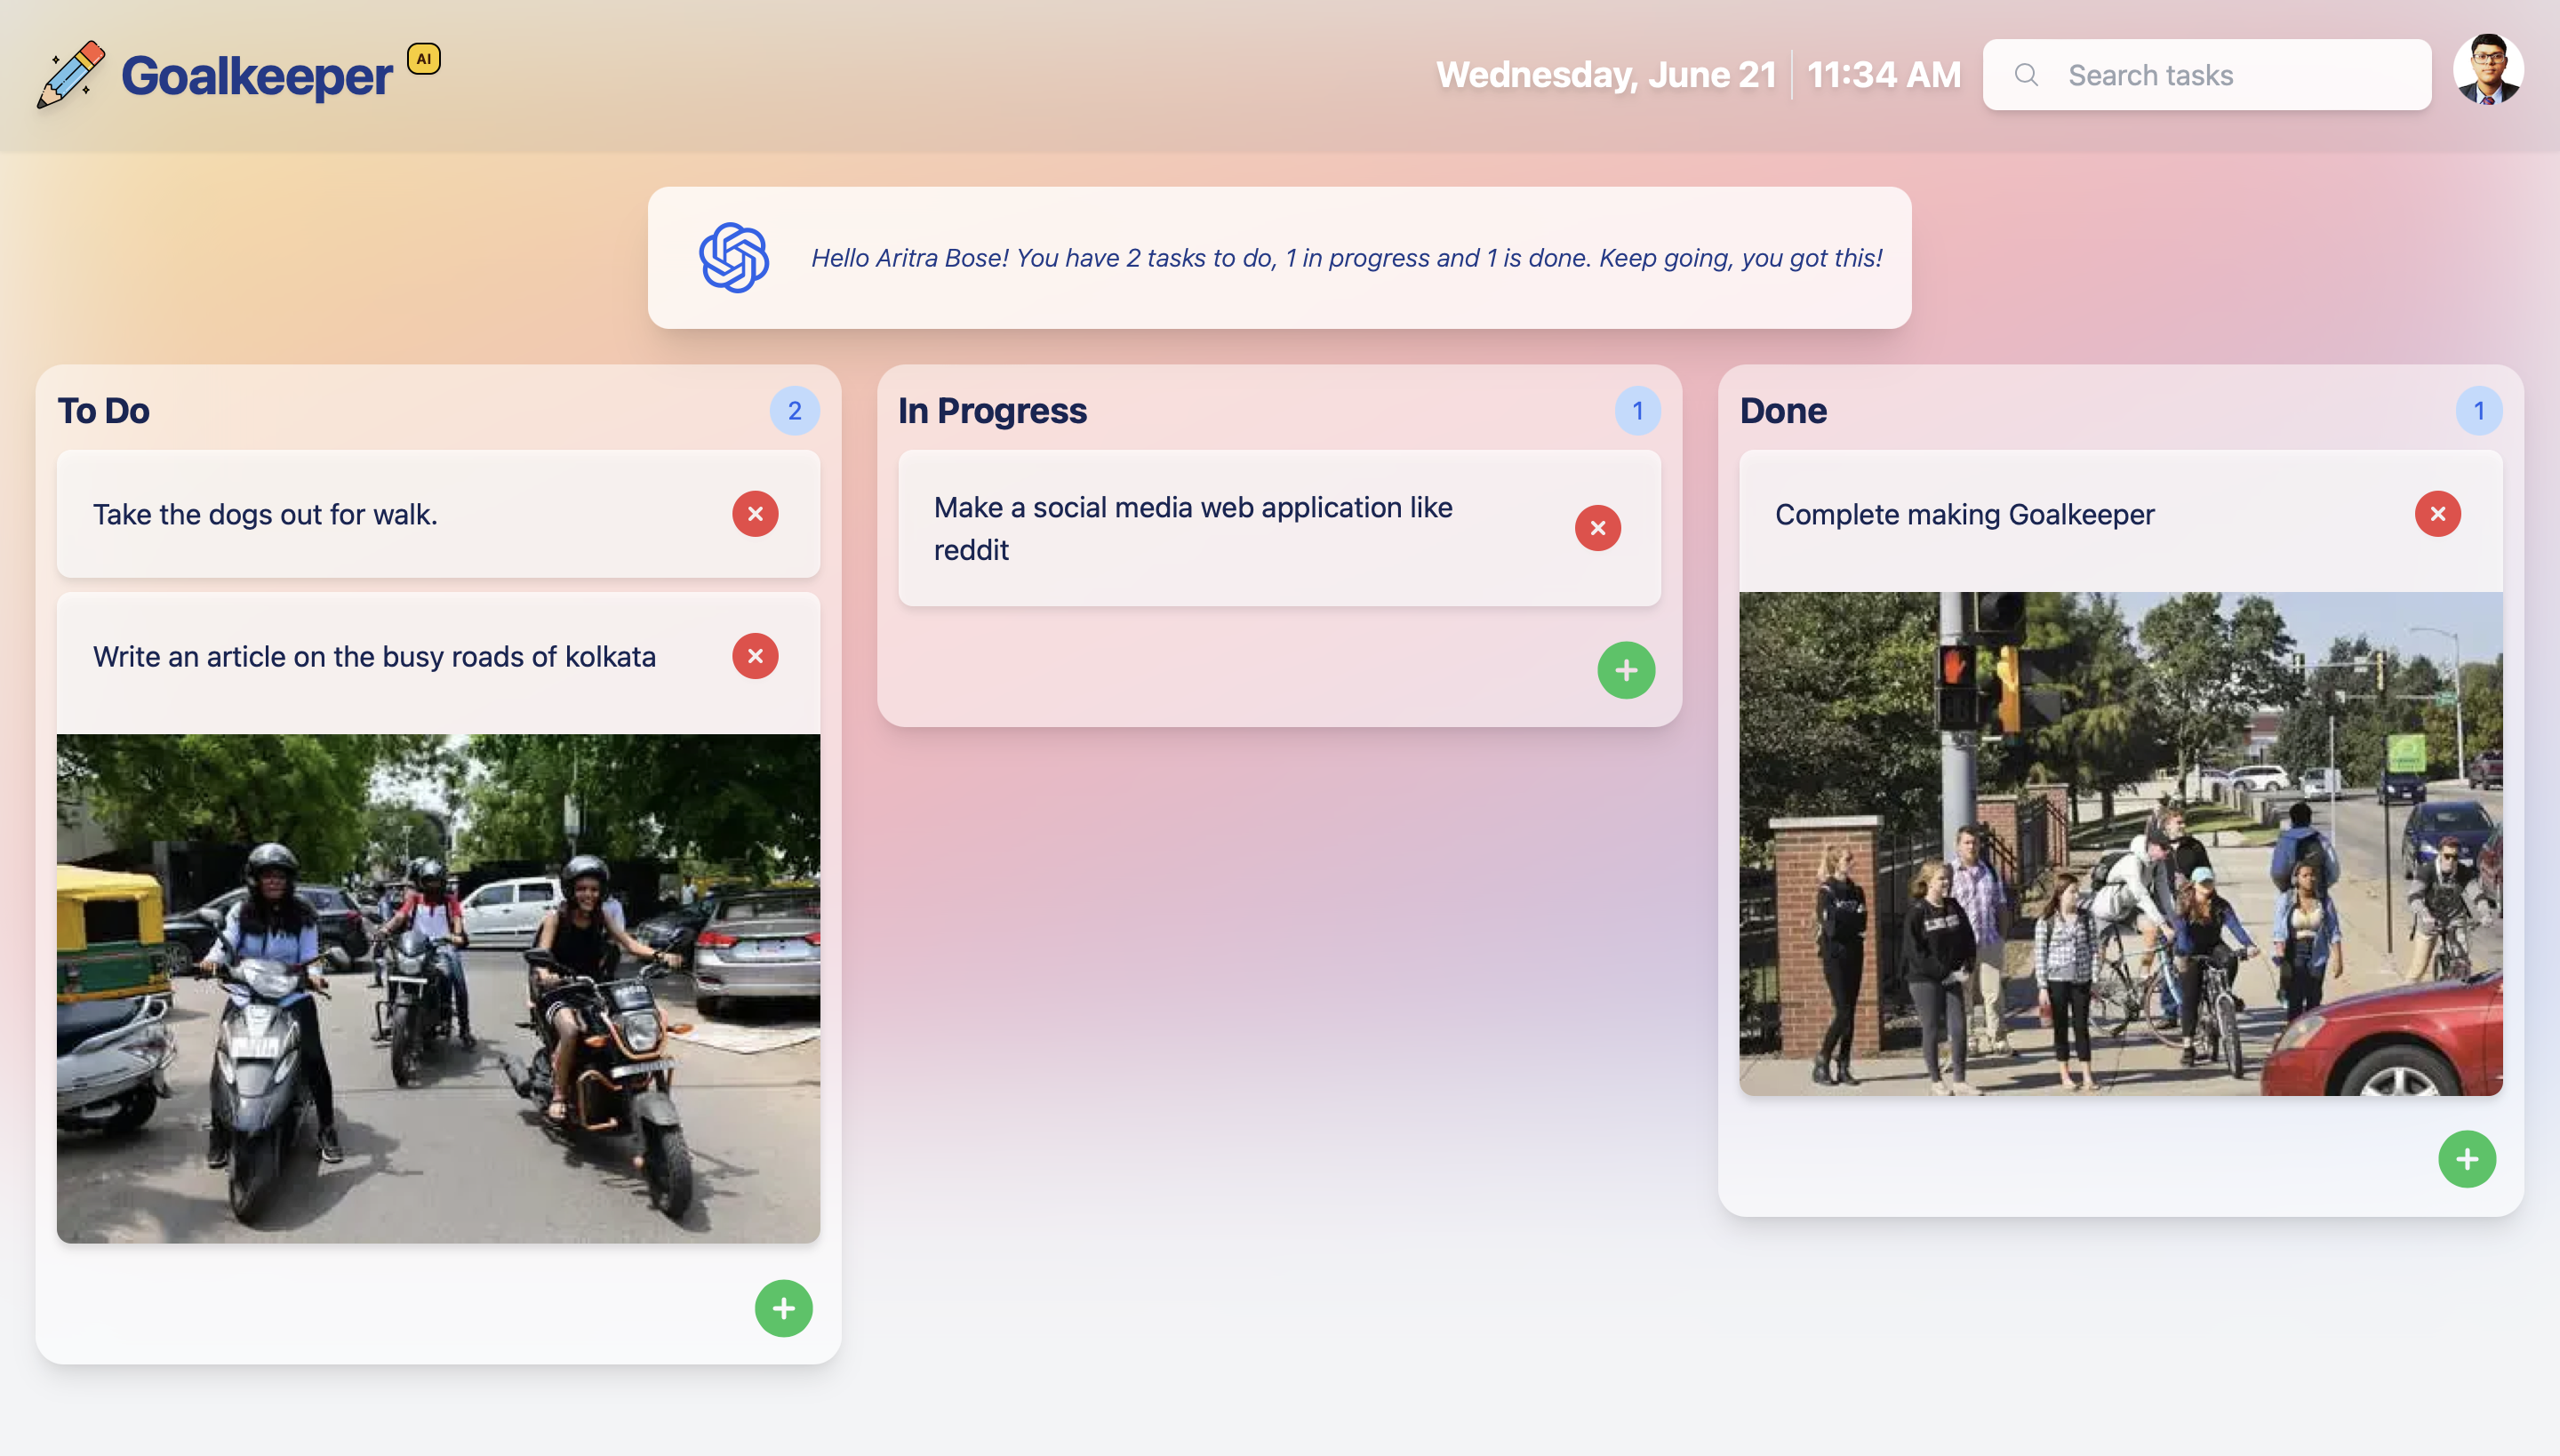 Goalkeeper AI
Wednesday, June 21 11:34 AM
Search tasks
Hello Aritra Bose! You have 2 tasks to do, 1 in progress and 1 is done. Keep going, you got this!
To Do 2
Take the dogs out for walk.
Write an article on the busy roads of kolkata
In Progress 1
Make a social media web application like
reddit
Done 1
Complete making Goalkeeper